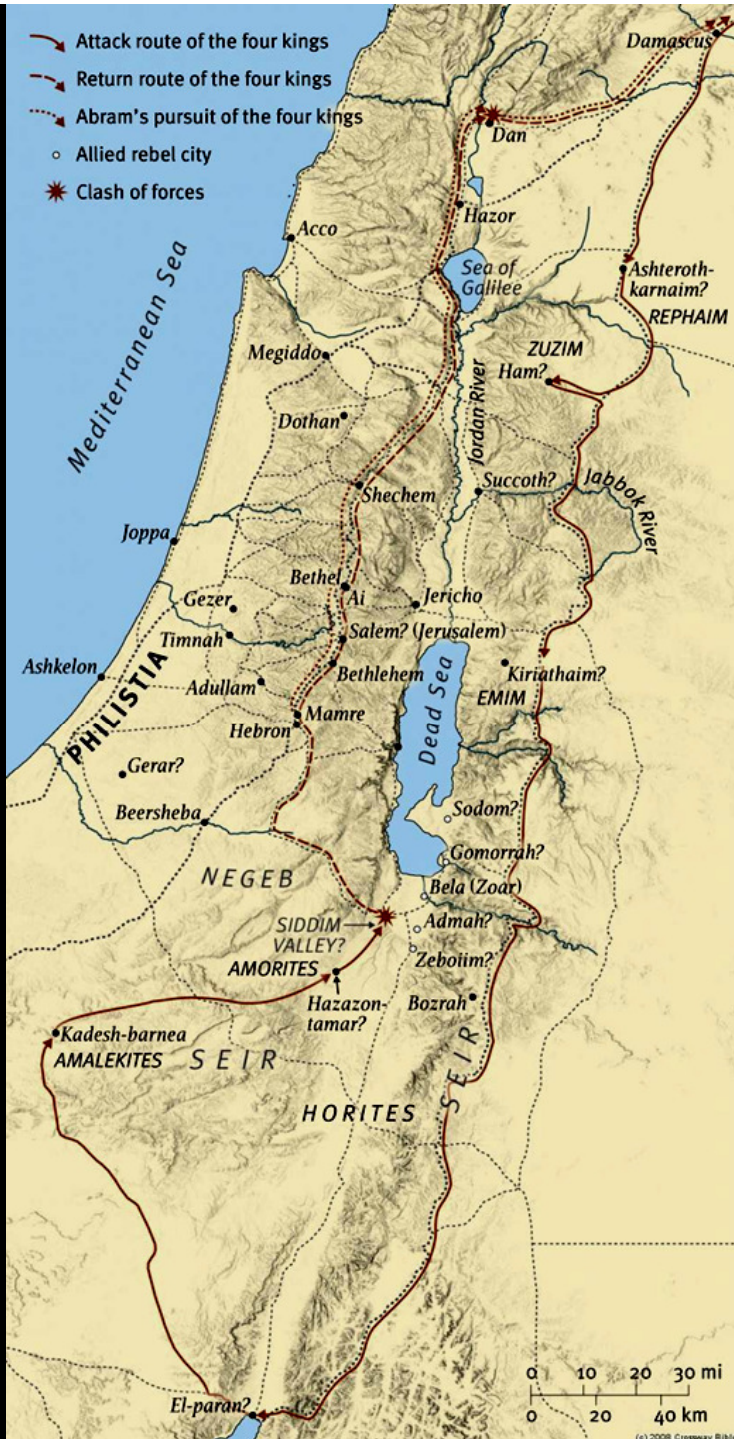 Attack route of the four kings
Return route of the four kings
Abram's pursuit of the four kings
Allied rebel city
Clash of forces
Damascus
Dan
Hazor
Acco
Sea of
Galilee
Ashteroth-
karnaim?
REPHAIM
Mediterranean Sea
Megiddo
ZUZIM
Ham?
Dothan
Jordan River
Shechem
Succoth?
Jabbok River
Joppa
Bethel
Ai
Jericho
Gezer
Timnah
Salem? (Jerusalem)
Ashkelon
PHILISTIA
Adullam
Bethlehem
Dead Sea
Kiriathaim?
EMIM
Mamre
Hebron
Gerar?
Beersheba
Sodom?
Gomorrah?
NEGEB
Bela (Zoar)
SIDDIM
VALLEY?
Admah?
AMORITES
Zeboiim?
Hazazon-
tamar?
Bozrah
Kadesh-barnea
AMALEKITES
SEIR
SEIR
HORITES
El-paran?
0 10 20 30 mi
0 20 40 km
(c) 2008 Crossway Bibl